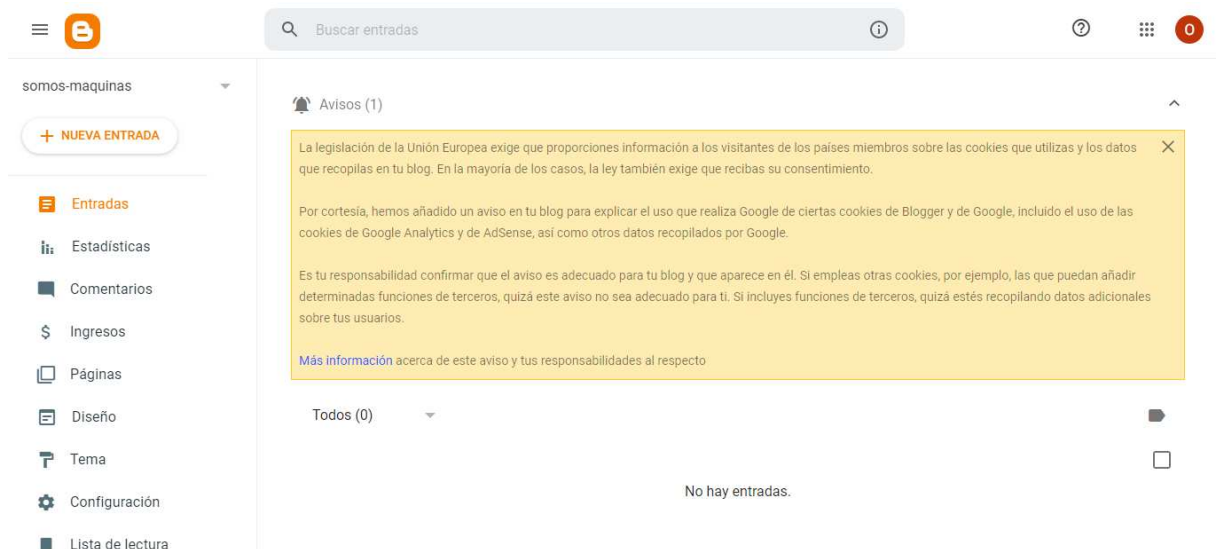 Buscar entradas
O
somos-maquinas
NUEVA ENTRADA
Entradas
Estadísticas
Comentarios
Ingresos
Páginas
Diseño
Tema
Configuración
Lista de lectura
Avisos (1)
La legislación de la Unión Europea exige que proporciones información a los visitantes de los países miembros sobre las cookies que utilizas y los datos
que recopilas en tu blog. En la mayoría de los casos, la ley también exige que recibas su consentimiento.
Por cortesía, hemos añadido un aviso en tu blog para explicar el uso que realiza Google de ciertas cookies de Blogger y de Google, incluido el uso de las
cookies de Google Analytics y de AdSense, así como otros datos recopilados por Google.
Es tu responsabilidad confirmar que el aviso es adecuado para tu blog y que aparece en él. Si empleas otras cookies, por ejemplo, las que puedan añadir
determinadas funciones de terceros, quizá este aviso no sea adecuado para ti. Si incluyes funciones de terceros, quizá estés recopilando datos adicionales
sobre tus usuarios.
Más información acerca de este aviso y tus responsabilidades al respecto
Todos (0)
No hay entradas.